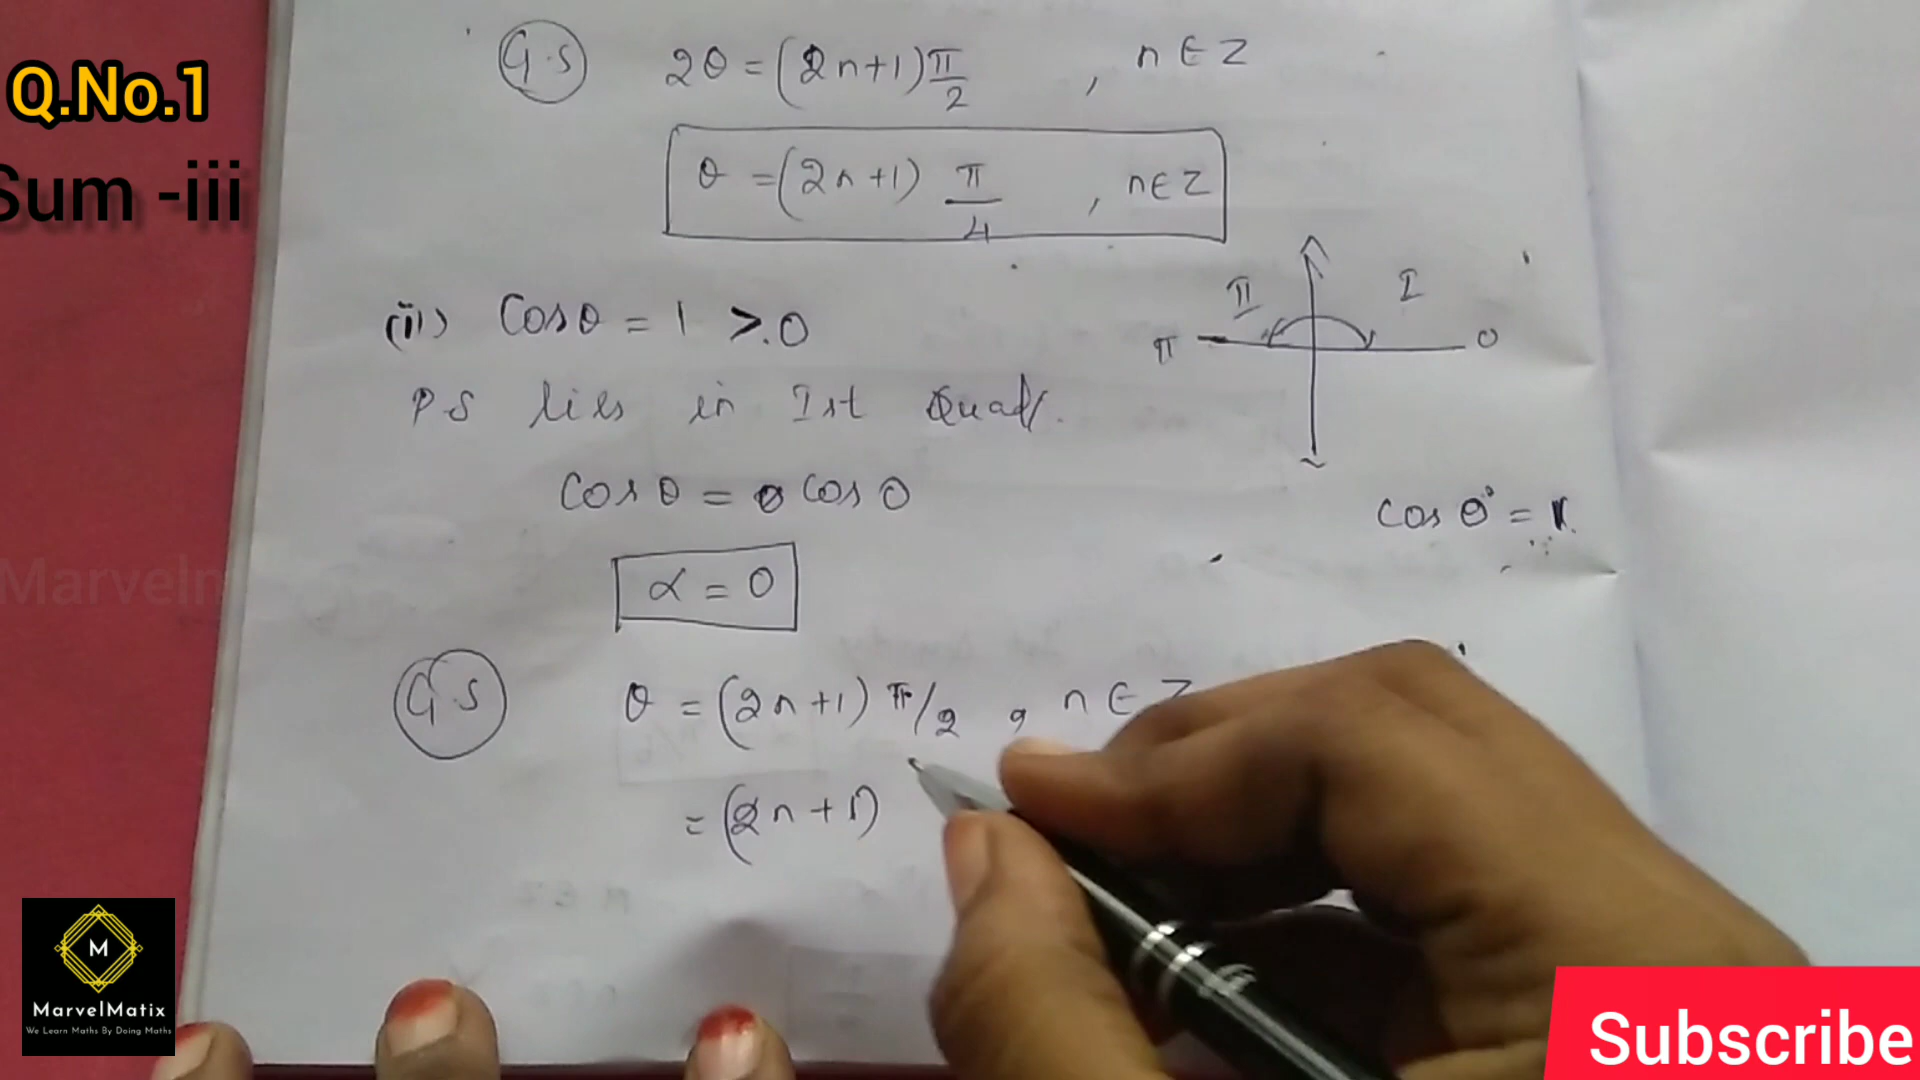 Q.No.1
Sum -iii
G.S 2θ = (2n+1) π/2 , n ∈ Z
θ = (2n+1) π/4 , n ∈ Z
(ii) Cosθ = 1 > 0
II I
π 0
P S lies in Ist Quad.
Cos θ = Cos 0
Cos 0° = 1
α = 0
G S θ = (2n+1) π/2 , n ∈ Z
= (2n+1)
M
MarvelMatix
We Learn Maths By Doing Maths
Subscribe